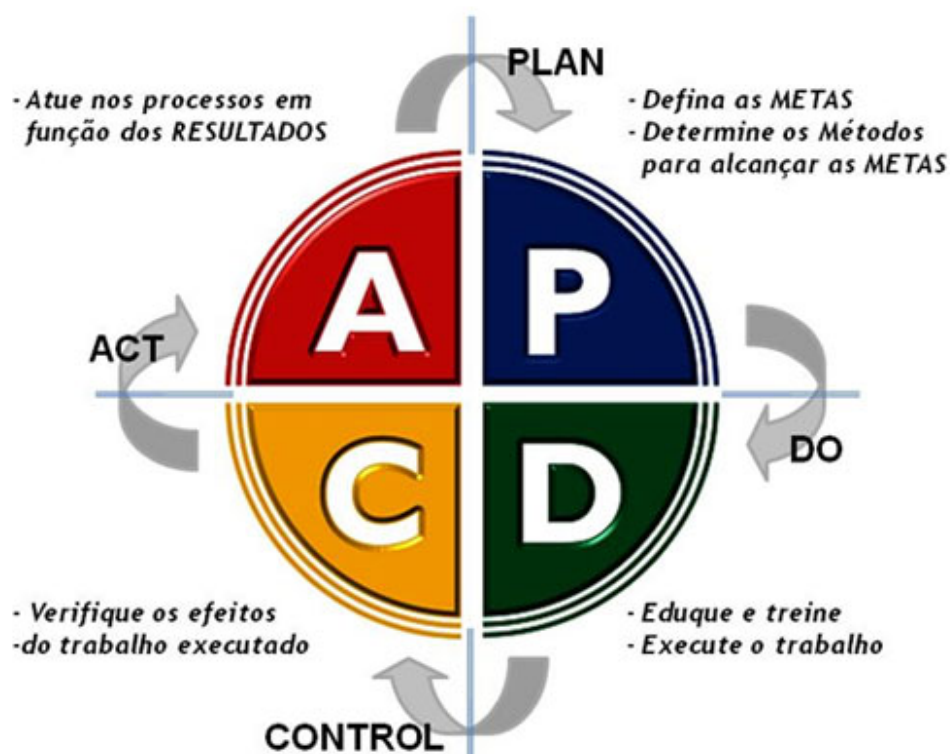 PLAN
- Atue nos processos em
função dos RESULTADOS
- Defina as METAS
- Determine os Métodos
para alcançar as METAS
A
P
ACT
DO
C
D
- Verifique os efeitos
-do trabalho executado
- Eduque e treine
- Execute o trabalho
CONTROL